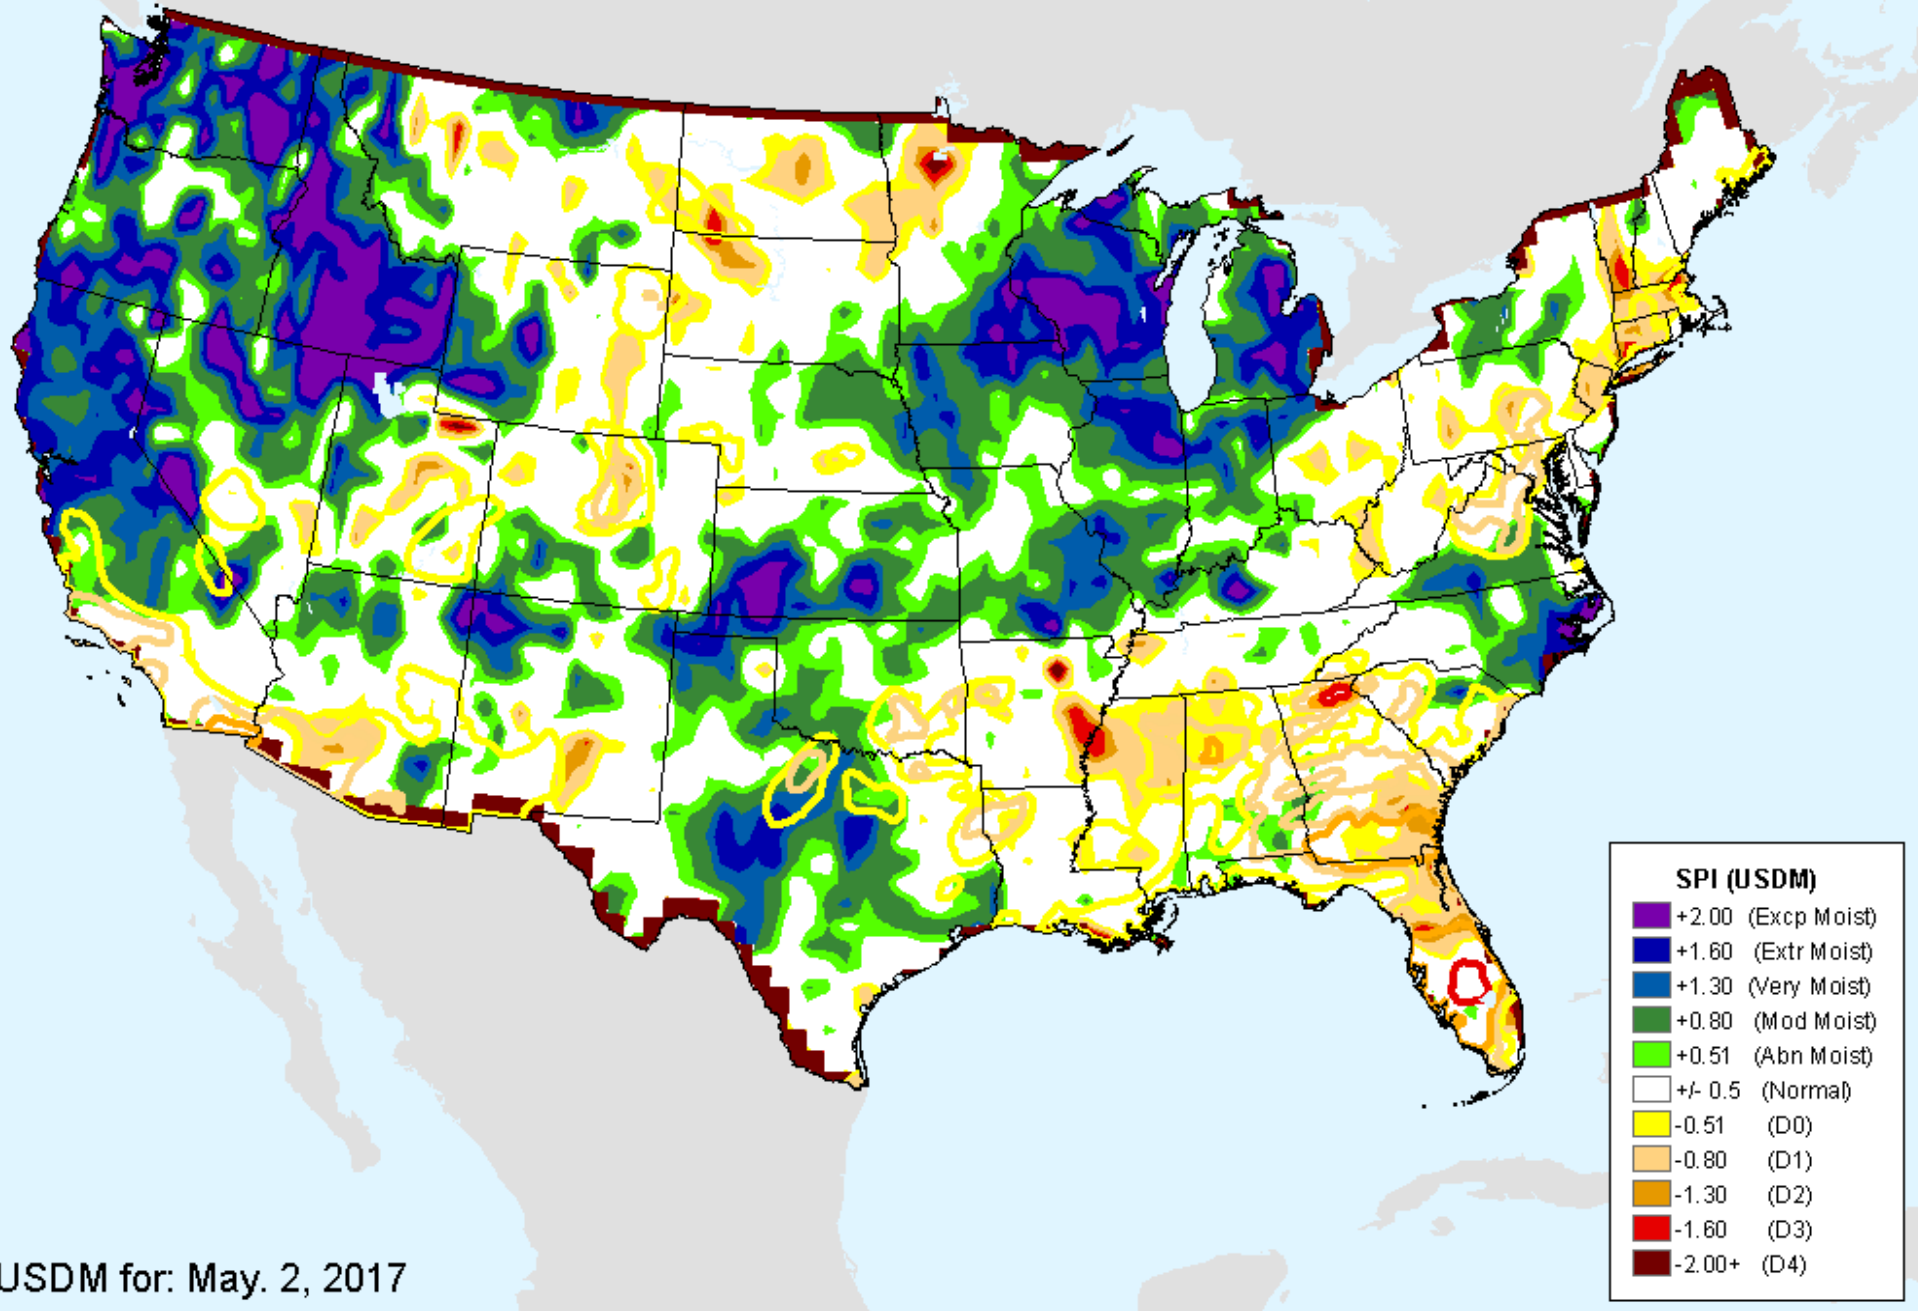 SPI (USDM)
+2.00 (Excp Moist)
+1.60 (Extr Moist)
+1.30 (Very Moist)
+0.80 (Mod Moist)
+0.51 (Abn Moist)
+/- 0.5 (Normal)
-0.51 (D0)
-0.80 (D1)
-1.30 (D2)
-1.60 (D3)
-2.00+ (D4)
USDM for: May. 2, 2017